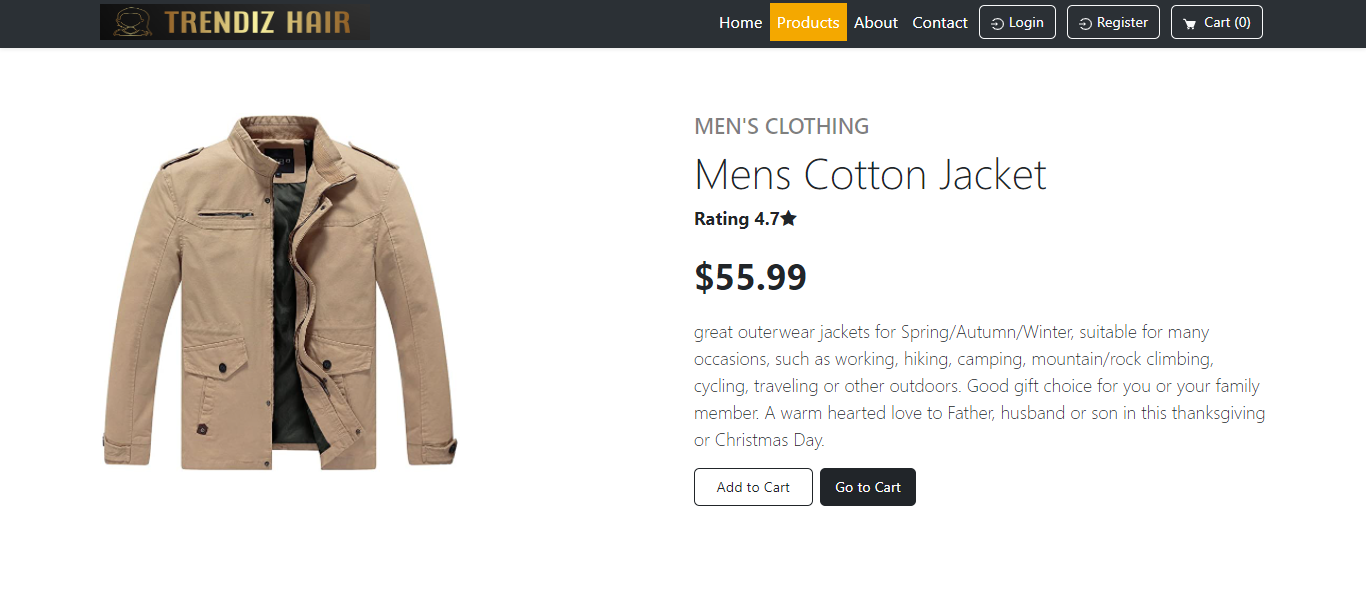 TRENDIZ HAIR
Home Products About Contact Login Register Cart (0)
MEN'S CLOTHING
Mens Cotton Jacket
Rating 4.7
$55.99
great outerwear jackets for Spring/Autumn/Winter, suitable for many
occasions, such as working, hiking, camping, mountain/rock climbing,
cycling, traveling or other outdoors. Good gift choice for you or your family
member. A warm hearted love to Father, husband or son in this thanksgiving
or Christmas Day.
Add to Cart Go to Cart